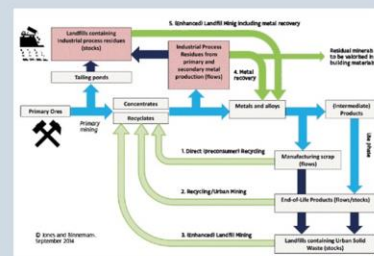 5. (Enhanced) Landfill Minig including metal recovery
Landfills containing
industrial process residues
(stocks)
Industrial Process
Residues from
primary and
secondary metal
production (flows)
Residual minerals
to be valorised in
building materials
4. Metal
recovery
Tailing ponds
Primary Ores
Primary
mining
Concentrates
Recyclates
Metals and alloys
(Intermediate)
Products
Use phase
1. Direct (preconsumer) Recycling
Manufacturing scrap
(flows)
2. Recycling/Urban Mining
End-of-Life Products (flows/stocks)
3. (Enhanced) Landfill Mining
Landfills containing Urban Solid
Waste (stocks)
© Jones and Binnemans,
September 2014